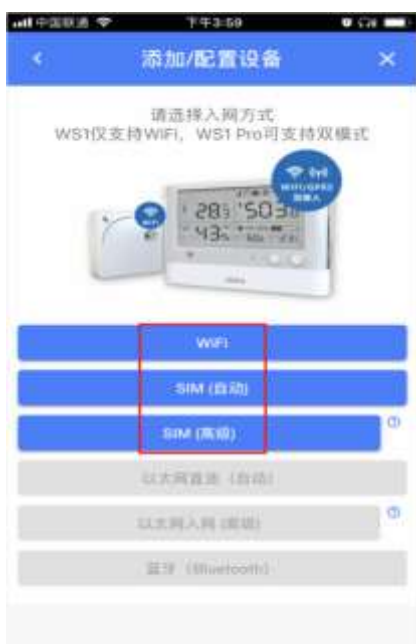 中国联通 下午3:59
添加/配置设备
请选择入网方式
WS1仅支持WiFi, WS1 Pro可支持双模式
WiFi
SIM (自动)
SIM (高级)
以太网直连 (自动)
以太网入网 (高级)
蓝牙 (Bluetooth)